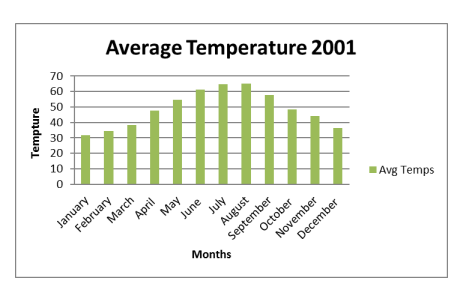 Average Temperature 2001
70
60
50
40
30
20
10
0
Tempture
January
February
March
April
May
June
July
August
September
October
November
December
Months
Avg Temps